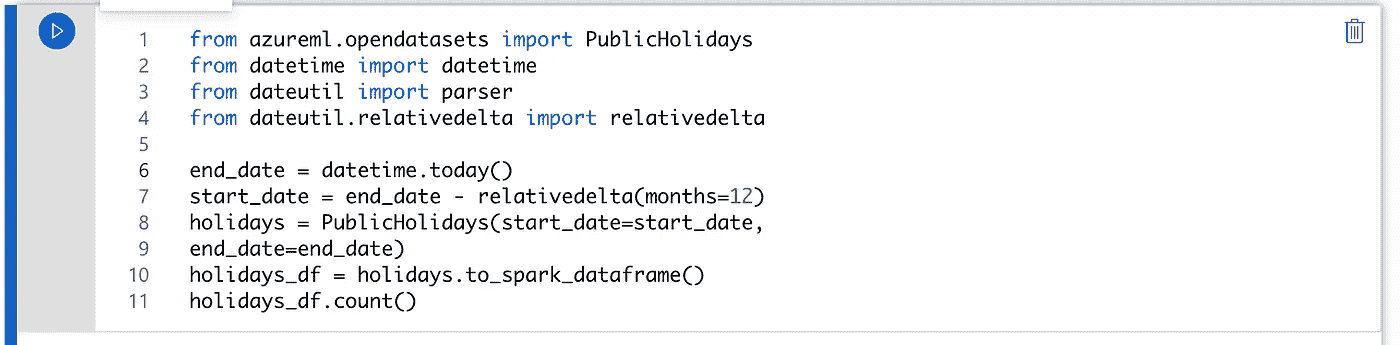 1 from azureml.opendatasets import PublicHolidays
2 from datetime import datetime
3 from dateutil import parser
4 from dateutil.relativedelta import relativedelta
5
6 end_date = datetime.today()
7 start_date = end_date - relativedelta(months=12)
8 holidays = PublicHolidays(start_date=start_date,
9 end_date=end_date)
10 holidays_df = holidays.to_spark_dataframe()
11 holidays_df.count()